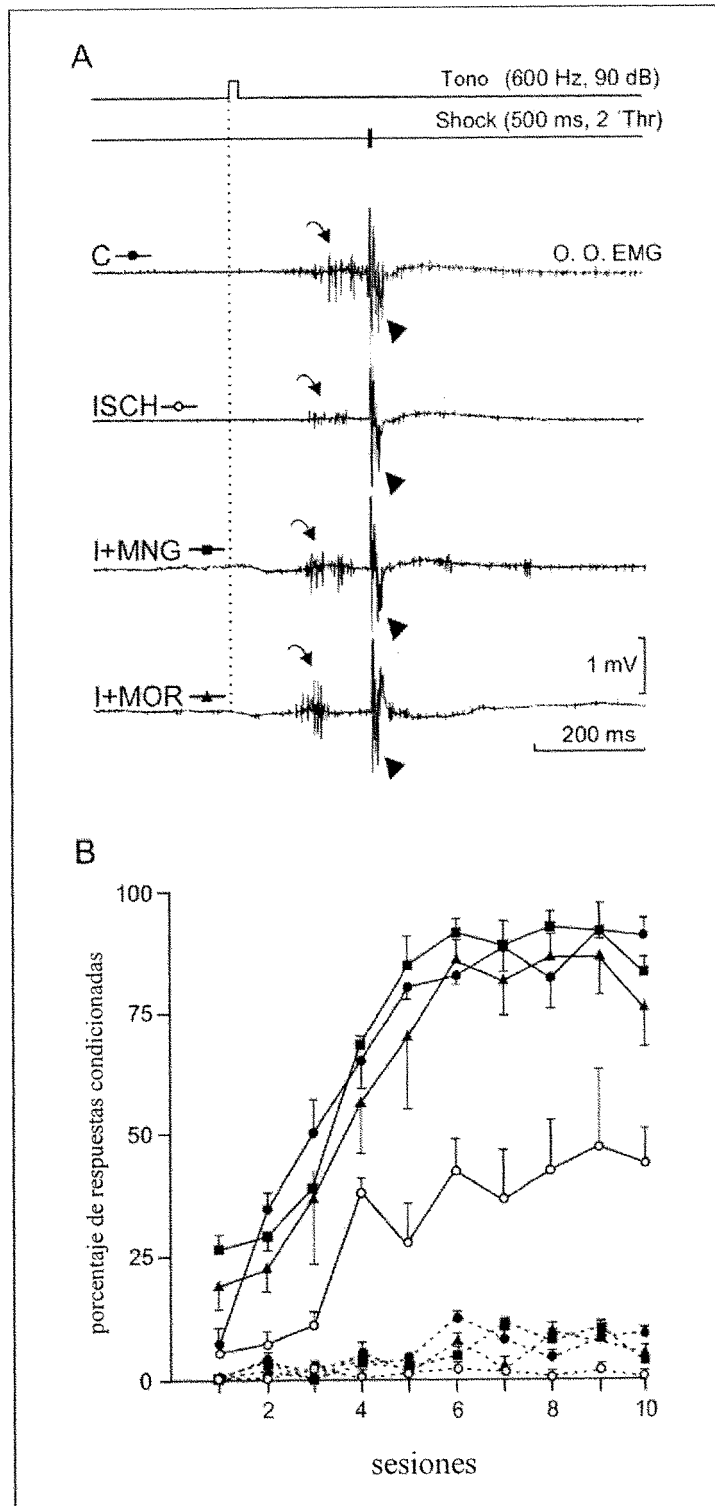 A
Tono (600 Hz, 90 dB)
Shock (500 ms, 2 ´Thr)
C
O. O. EMG
ISCH
I+MNG
1 mV
I+MOR
200 ms
B
100
75
50
25
0
porcentaje de respuestas condicionadas
2 4 6 8 10
sesiones